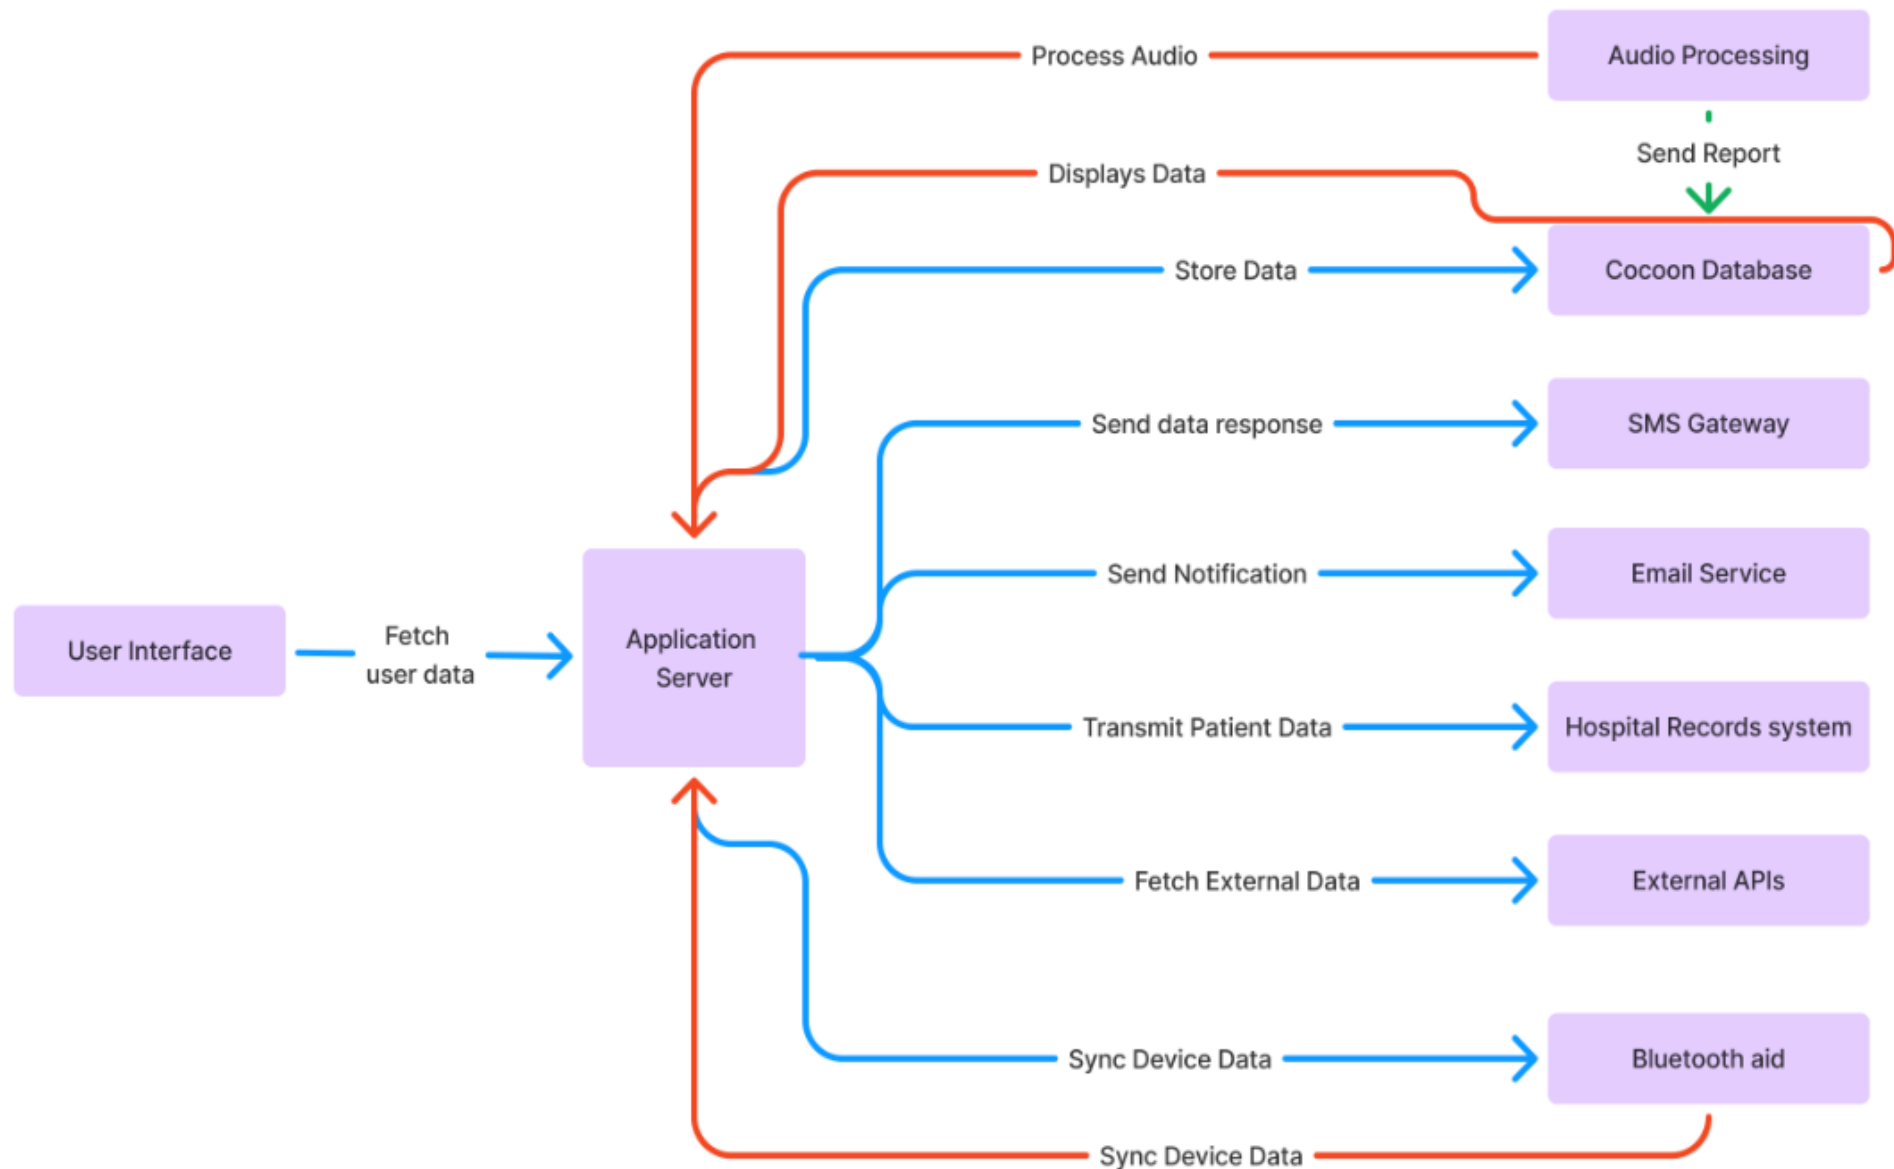 Process Audio
Audio Processing
Send Report
Displays Data
Store Data
Cocoon Database
Send data response
SMS Gateway
Send Notification
Email Service
User Interface
Fetch
user data
Application
Server
Transmit Patient Data
Hospital Records system
Fetch External Data
External APIs
Sync Device Data
Bluetooth aid
Sync Device Data